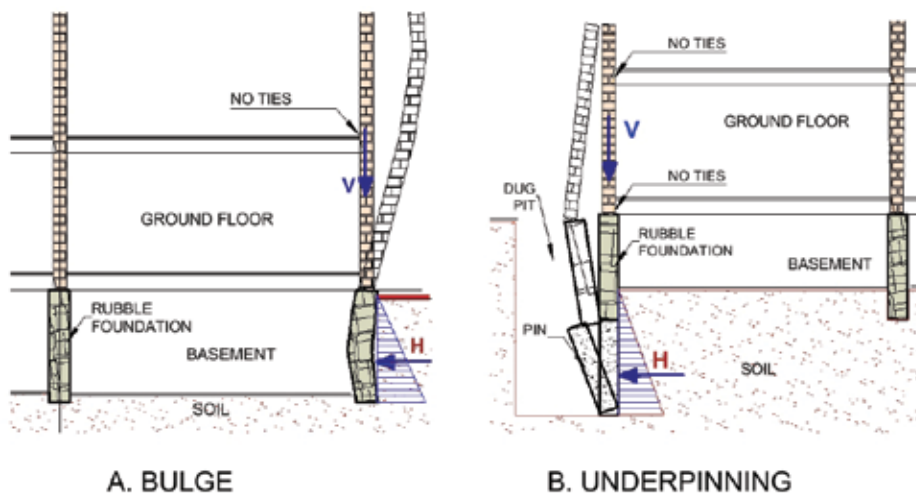 NO TIES
V
GROUND FLOOR
RUBBLE
FOUNDATION
BASEMENT
H
SOIL
A. BULGE
NO TIES
V
GROUND FLOOR
NO TIES
DUG
PIT
RUBBLE
FOUNDATION
BASEMENT
PIN
H
SOIL
B. UNDERPINNING